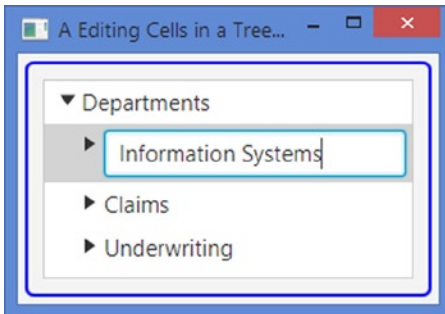 A Editing Cells in a Tree...
Departments
Information Systems
Claims
Underwriting